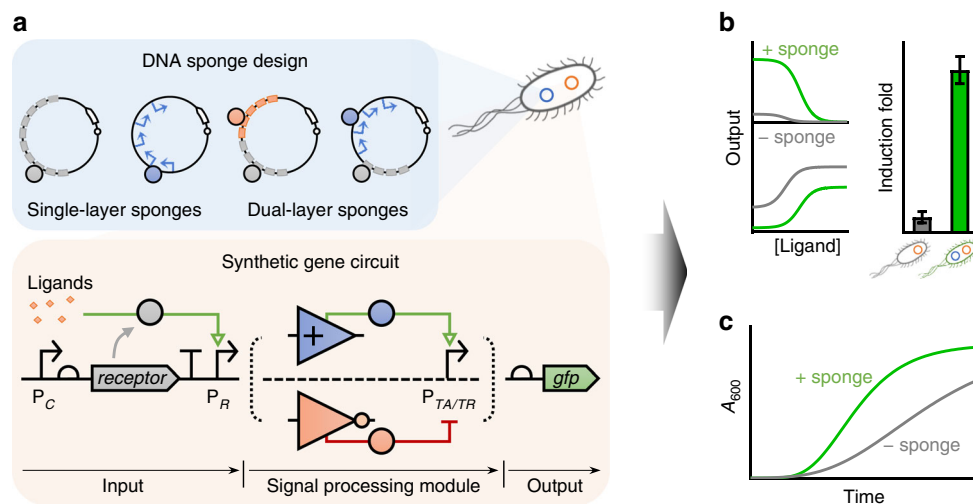 a
DNA sponge design
Single-layer sponges
Dual-layer sponges
Synthetic gene circuit
Ligands
receptor
P_C
P_R
+
P_TA/TR
gfp
Input
Signal processing module
Output
b
+ sponge
− sponge
Output
[Ligand]
Induction fold
c
+ sponge
− sponge
A_600
Time